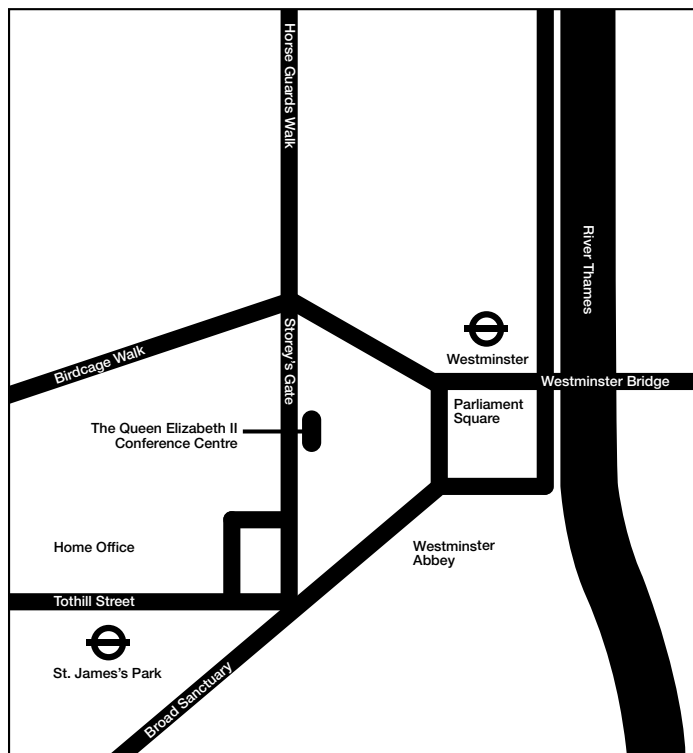 Horse Guards Walk
River Thames
Storey's Gate
Westminster
Birdcage Walk
Westminster Bridge
Parliament
Square
The Queen Elizabeth II
Conference Centre
Home Office
Westminster
Abbey
Tothill Street
St. James's Park
Broad Sanctuary